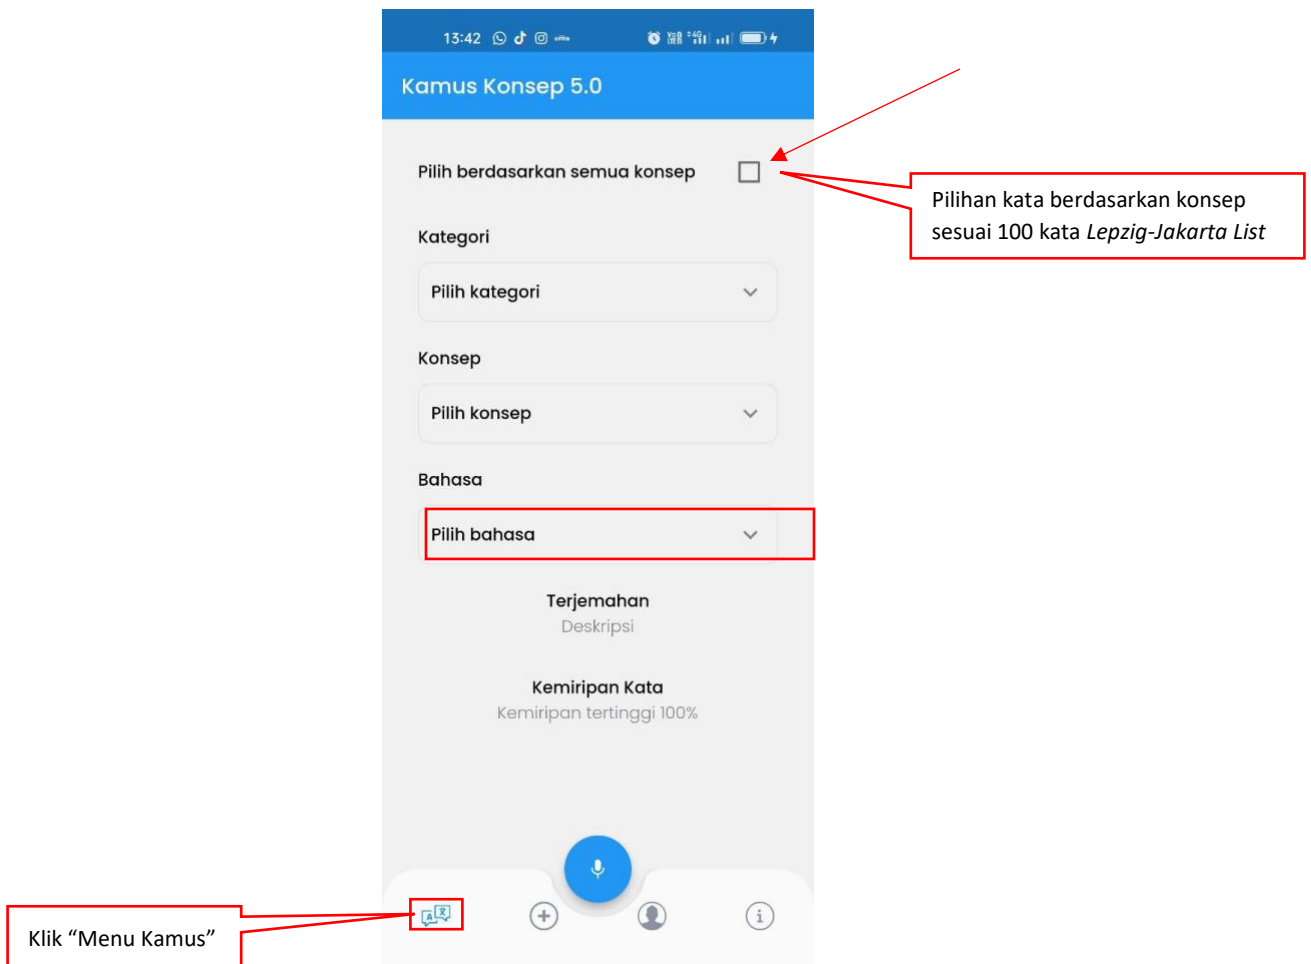 13:42
Kamus Konsep 5.0
Pilih berdasarkan semua konsep
Pilihan kata berdasarkan konsep
sesuai 100 kata Lepzig-Jakarta List
Kategori
Pilih kategori
Konsep
Pilih konsep
Bahasa
Pilih bahasa
Terjemahan
Deskripsi
Kemiripan Kata
Kemiripan tertinggi 100%
Klik “Menu Kamus”